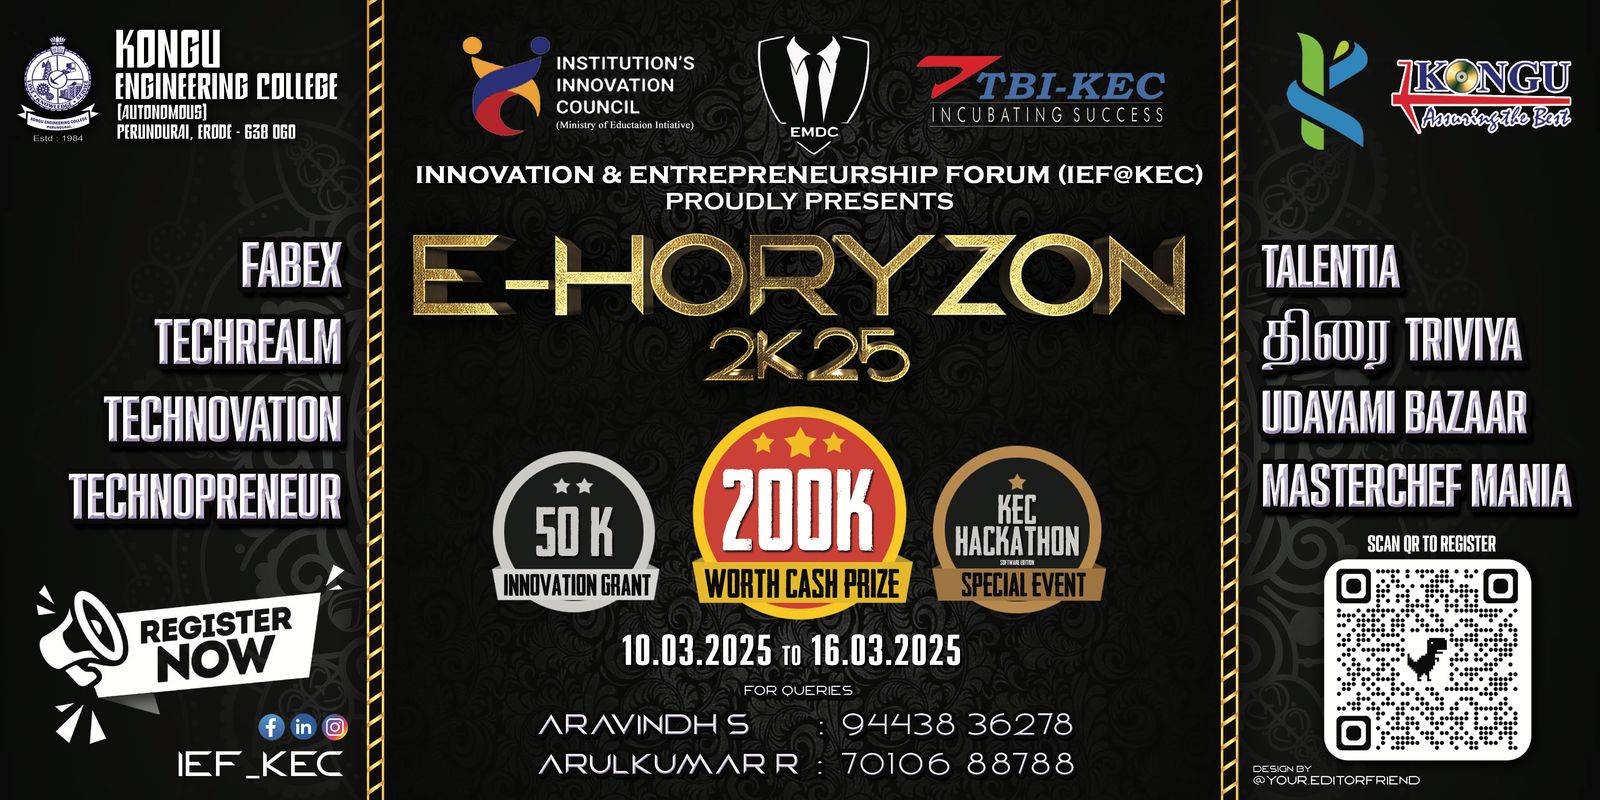 KONGU
ENGINEERING COLLEGE
(AUTONOMOUS)
PERUNDURAI, ERODE - 638 060
KONGU ENGINEERING COLLEGE
PERUNDURAI
Estd : 1984
INSTITUTION'S
INNOVATION
COUNCIL
(Ministry of Eductaion Intiative)
EMDC
TBI-KEC
INCUBATING SUCCESS
KONGU
Assuring the Best
INNOVATION & ENTREPRENEURSHIP FORUM (IEF@KEC)
PROUDLY PRESENTS
E-HORYZON
2K25
FABEX
TECHREALM
TECHNOVATION
TECHNOPRENEUR
TALENTIA
திரை TRIVIYA
UDAYAMI BAZAAR
MASTERCHEF MANIA
50 K
INNOVATION GRANT
200K
WORTH CASH PRIZE
KEC
HACKATHON
SOFTWARE EDITION
SPECIAL EVENT
10.03.2025 TO 16.03.2025
FOR QUERIES
ARAVINDH S : 94438 36278
ARULKUMAR R : 70106 88788
REGISTER
NOW
IEF_KEC
SCAN QR TO REGISTER
DESIGN BY
@YOUR.EDITORFRIEND